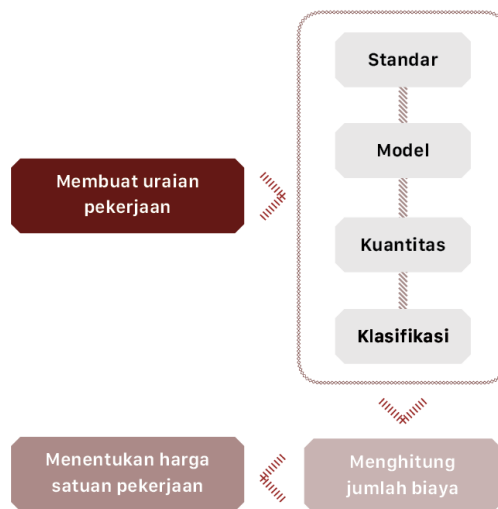 Membuat uraian
pekerjaan
Standar
Model
Kuantitas
Klasifikasi
Menghitung
jumlah biaya
Menentukan harga
satuan pekerjaan